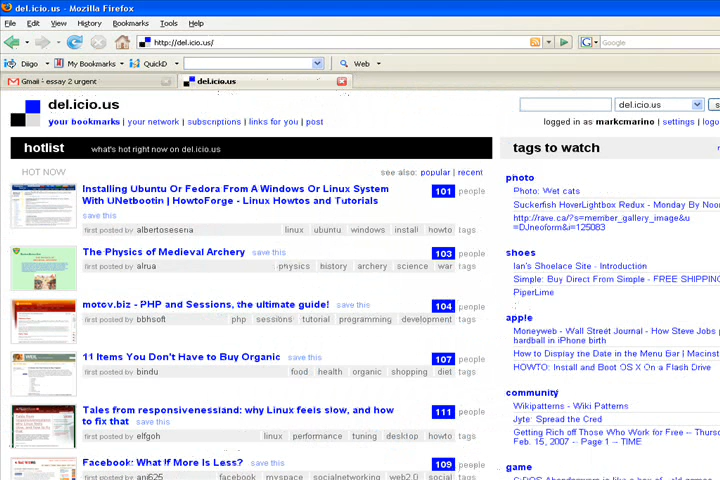 del.icio.us - Mozilla Firefox
File Edit View History Bookmarks Tools Help
http://del.icio.us/
Google
Diigo My Bookmarks QuickD Web
Gmail - essay 2 urgent del.icio.us
del.icio.us
your bookmarks | your network | subscriptions | links for you | post
del.icio.us
logged in as markcmarino | settings |
hotlist what's hot right now on del.icio.us
HOT NOW see also: popular | recent
Installing Ubuntu Or Fedora From A Windows Or Linux System
With UNetbootin | HowtoForge - Linux Howtos and Tutorials
101 people
save this
first posted by albertosesena linux ubuntu windows install howto tags
The Physics of Medieval Archery save this 103 people
first posted by alrua physics history archery science war tags
motov.biz - PHP and Sessions, the ultimate guide! save this 104 people
first posted by bbhsoft php sessions tutorial programming development tags
11 Items You Don't Have to Buy Organic save this 107 people
first posted by bindu food health organic shopping diet tags
Tales from responsivenessland: why Linux feels slow, and how
to fix that save this
111 people
first posted by elfgoh linux performance tuning desktop howto tags
Facebook: What If More Is Less? save this 109 people
first posted by ani625 facebook myspace socialnetworking web2.0 social tags
tags to watch
photo
Photo: Wet cats
Suckerfish HoverLightbox Redux - Monday By Noon
http://rave.ca/?s=member_gallery_image&u
=DJneoform&i=125083
shoes
Ian's Shoelace Site - Introduction
Simple: Buy Direct From Simple - FREE SHIPPING
PiperLime
apple
Moneyweb - Wall Street Journal - How Steve Jobs
hardball in iPhone birth
How to Display the Date in the Menu Bar |
HOWTO: Install and Boot OS X On a Flash Drive
community
Wikipatterns - Wiki Patterns
Jyte: Spread the Cred
Getting Rich off Those Who Work for Free --
Feb. 15, 2007 -- Page 1 -- TIME
game